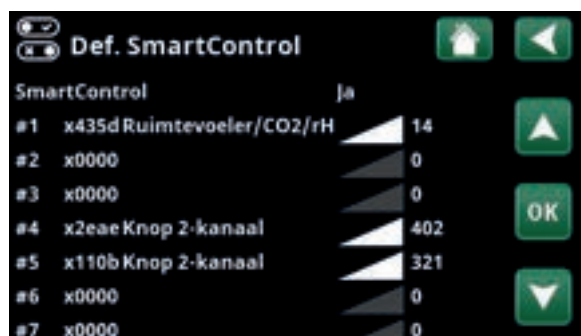 Def. SmartControl
SmartControl Ja
#1 x435d Ruimtevoeler/CO2/rH 14
#2 x0000 0
#3 x0000 0
OK
#4 x2eae Knop 2-kanaal 402
#5 x110b Knop 2-kanaal 321
#6 x0000 0
#7 x0000 0